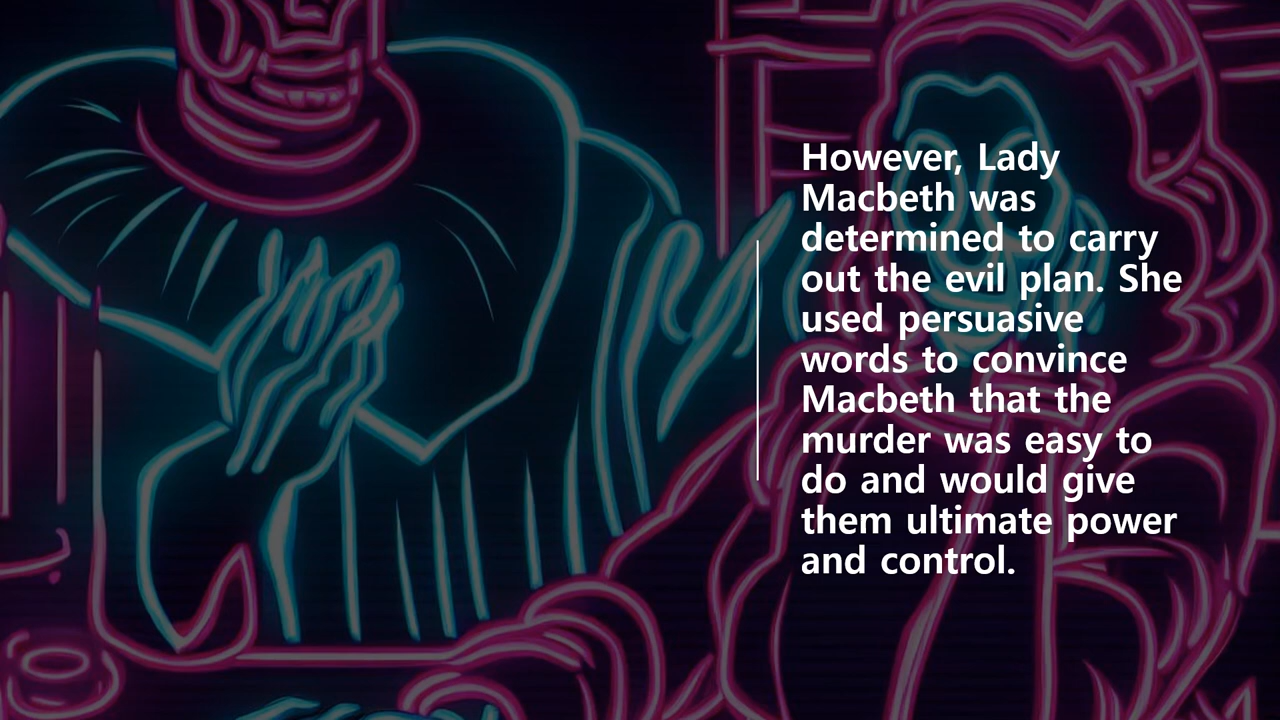 However, Lady
Macbeth was
determined to carry
out the evil plan. She
used persuasive
words to convince
Macbeth that the
murder was easy to
do and would give
them ultimate power
and control.